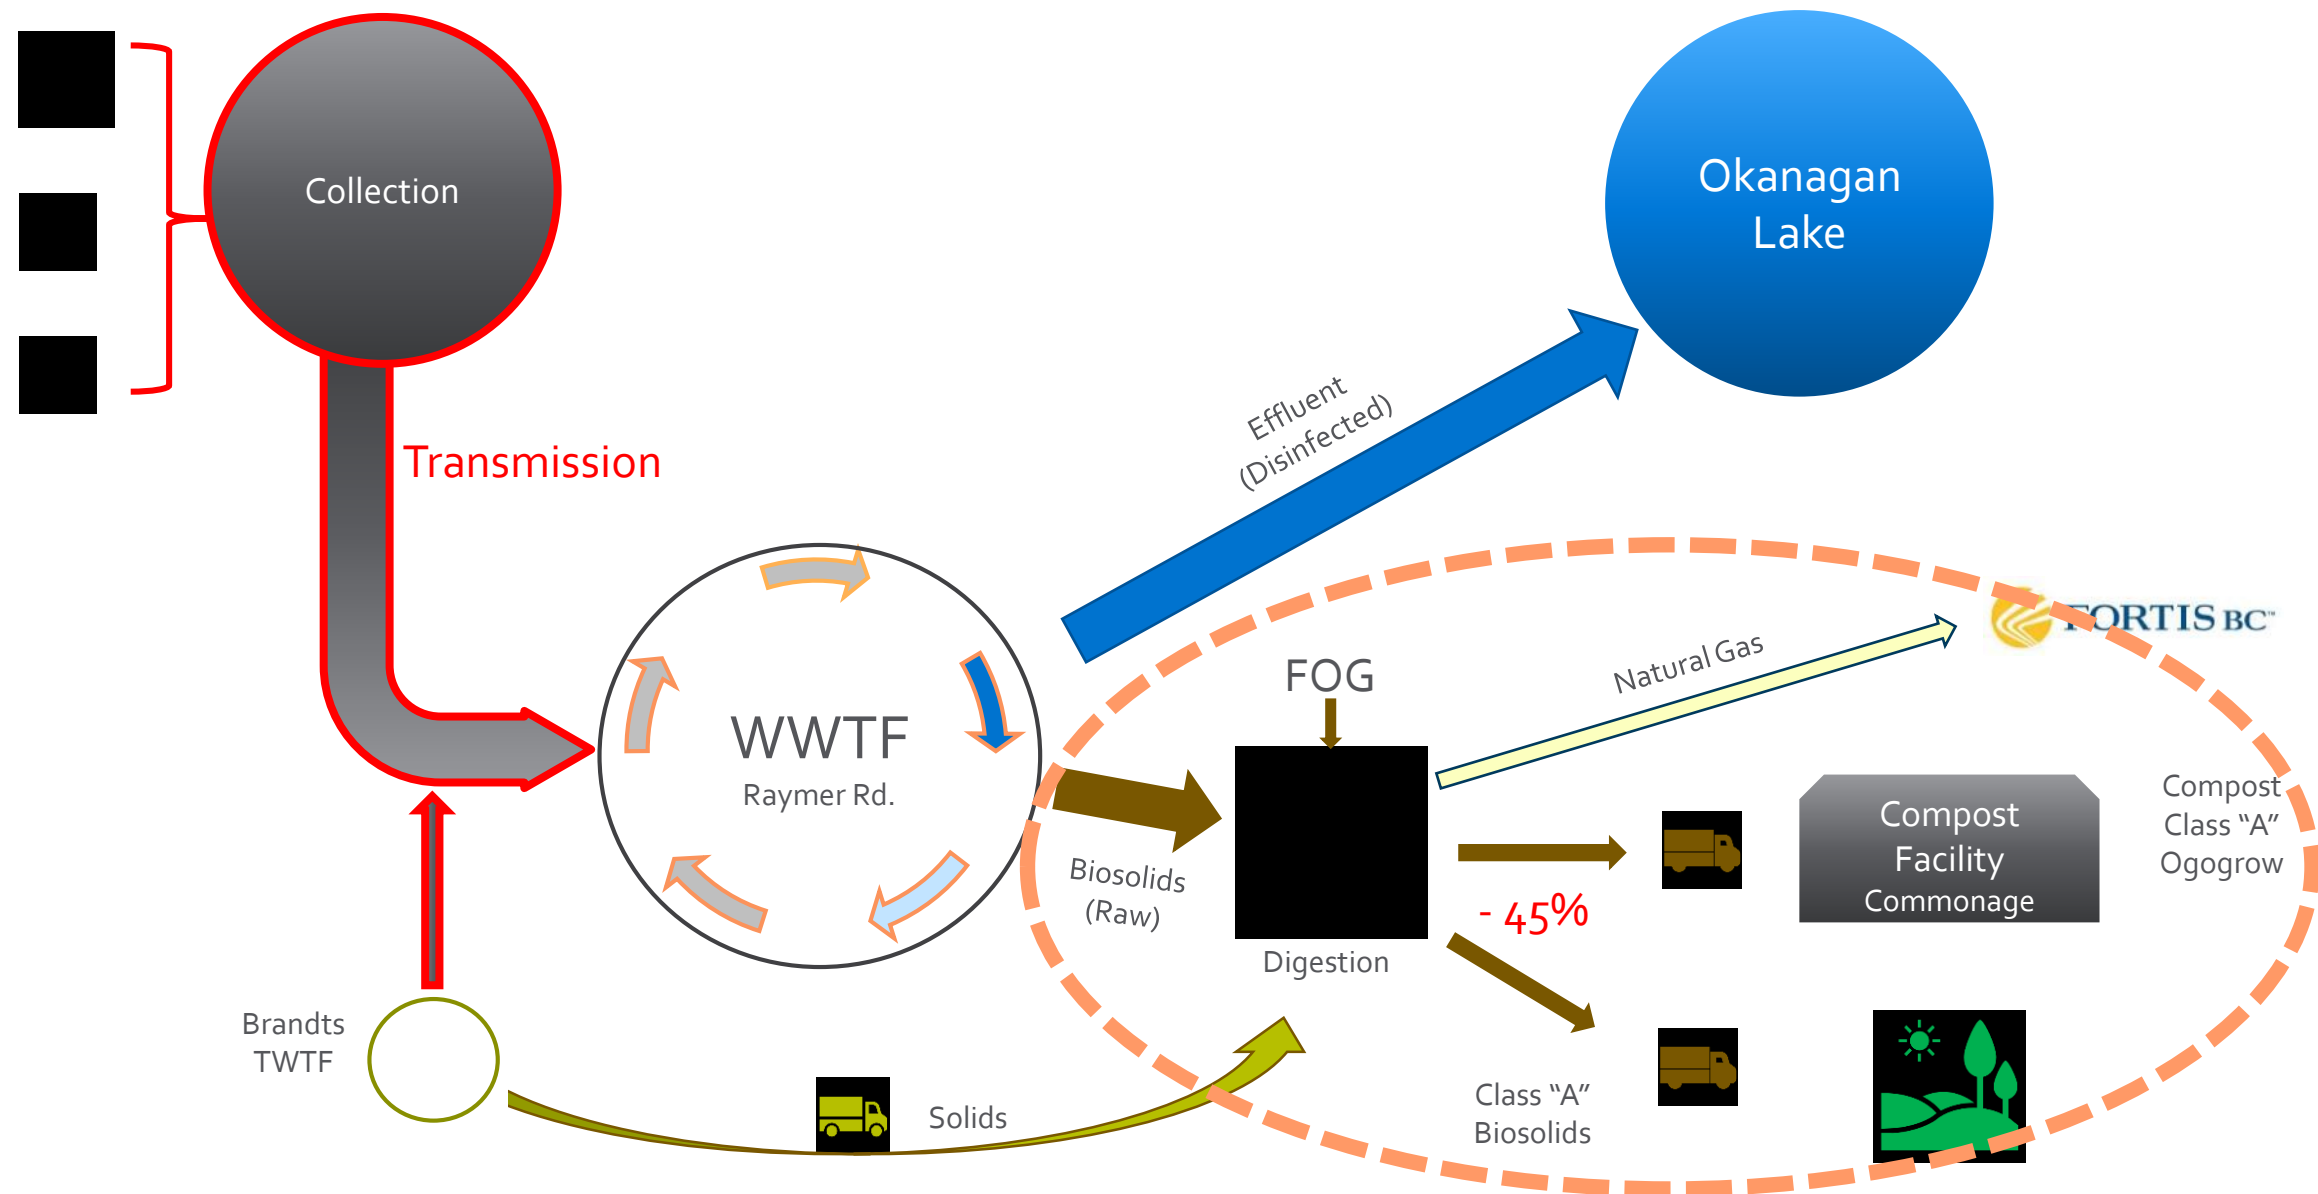 Collection
Okanagan
Lake
Transmission
Effluent
(Disinfected)
FORTIS BC™
Natural Gas
FOG
WWTF
Raymer Rd.
Compost
Facility
Commonage
Compost
Class “A”
Ogogrow
Biosolids
(Raw)
- 45%
Digestion
Brandts
TWTF
Solids
Class “A”
Biosolids